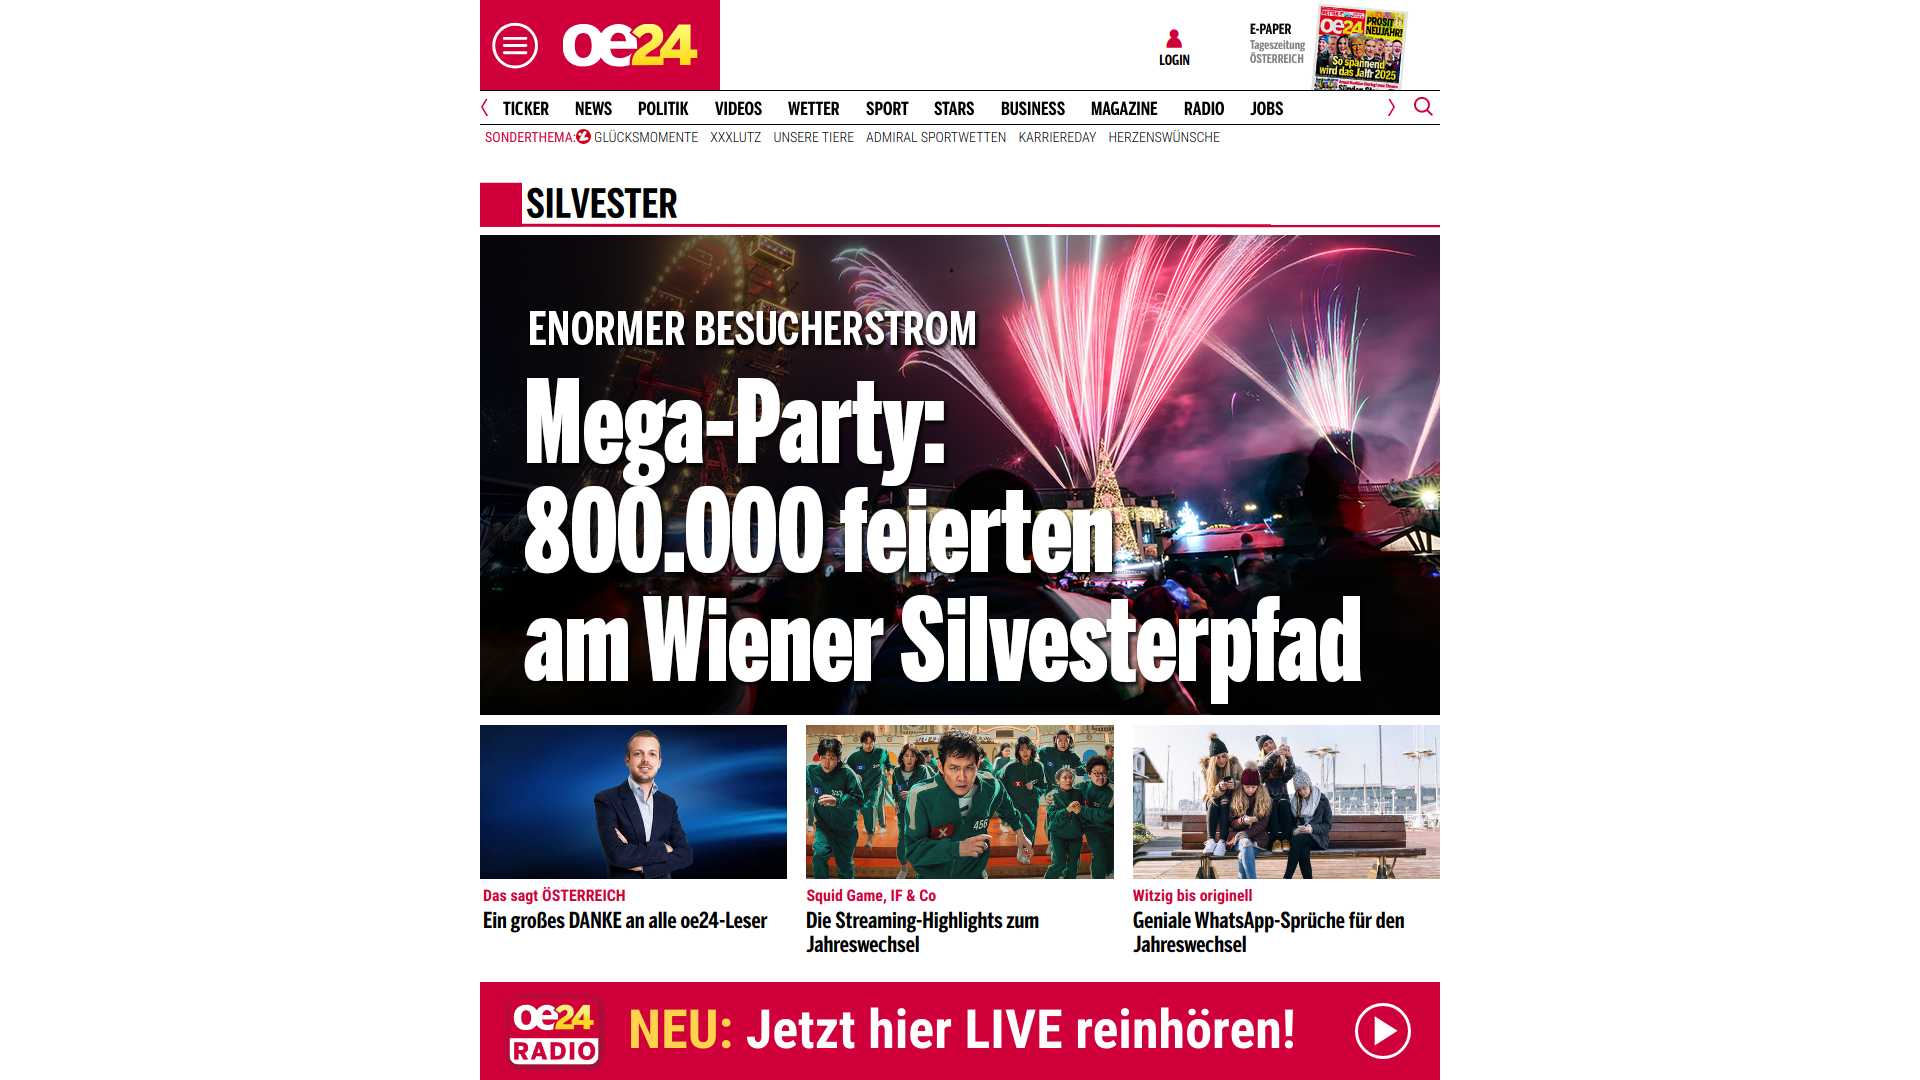 oe24
LOGIN
E-PAPER
Tageszeitung
ÖSTERREICH
oe24
PROSIT
NEUJAHR!
So spannend
wird das Jahr 2025
TICKER NEWS POLITIK VIDEOS WETTER SPORT STARS BUSINESS MAGAZINE RADIO JOBS
SONDERTHEMA: GLÜCKSMOMENTE XXXLUTZ UNSERE TIERE ADMIRAL SPORTWETTEN KARRIEREDAY HERZENSWÜNSCHE
SILVESTER
ENORMER BESUCHERSTROM
Mega-Party:
800.000 feierten
am Wiener Silvesterpfad
456
Das sagt ÖSTERREICH
Ein großes DANKE an alle oe24-Leser
Squid Game, IF & Co
Die Streaming-Highlights zum
Jahreswechsel
Witzig bis originell
Geniale WhatsApp-Sprüche für den
Jahreswechsel
oe24
RADIO
NEU: Jetzt hier LIVE reinhören!